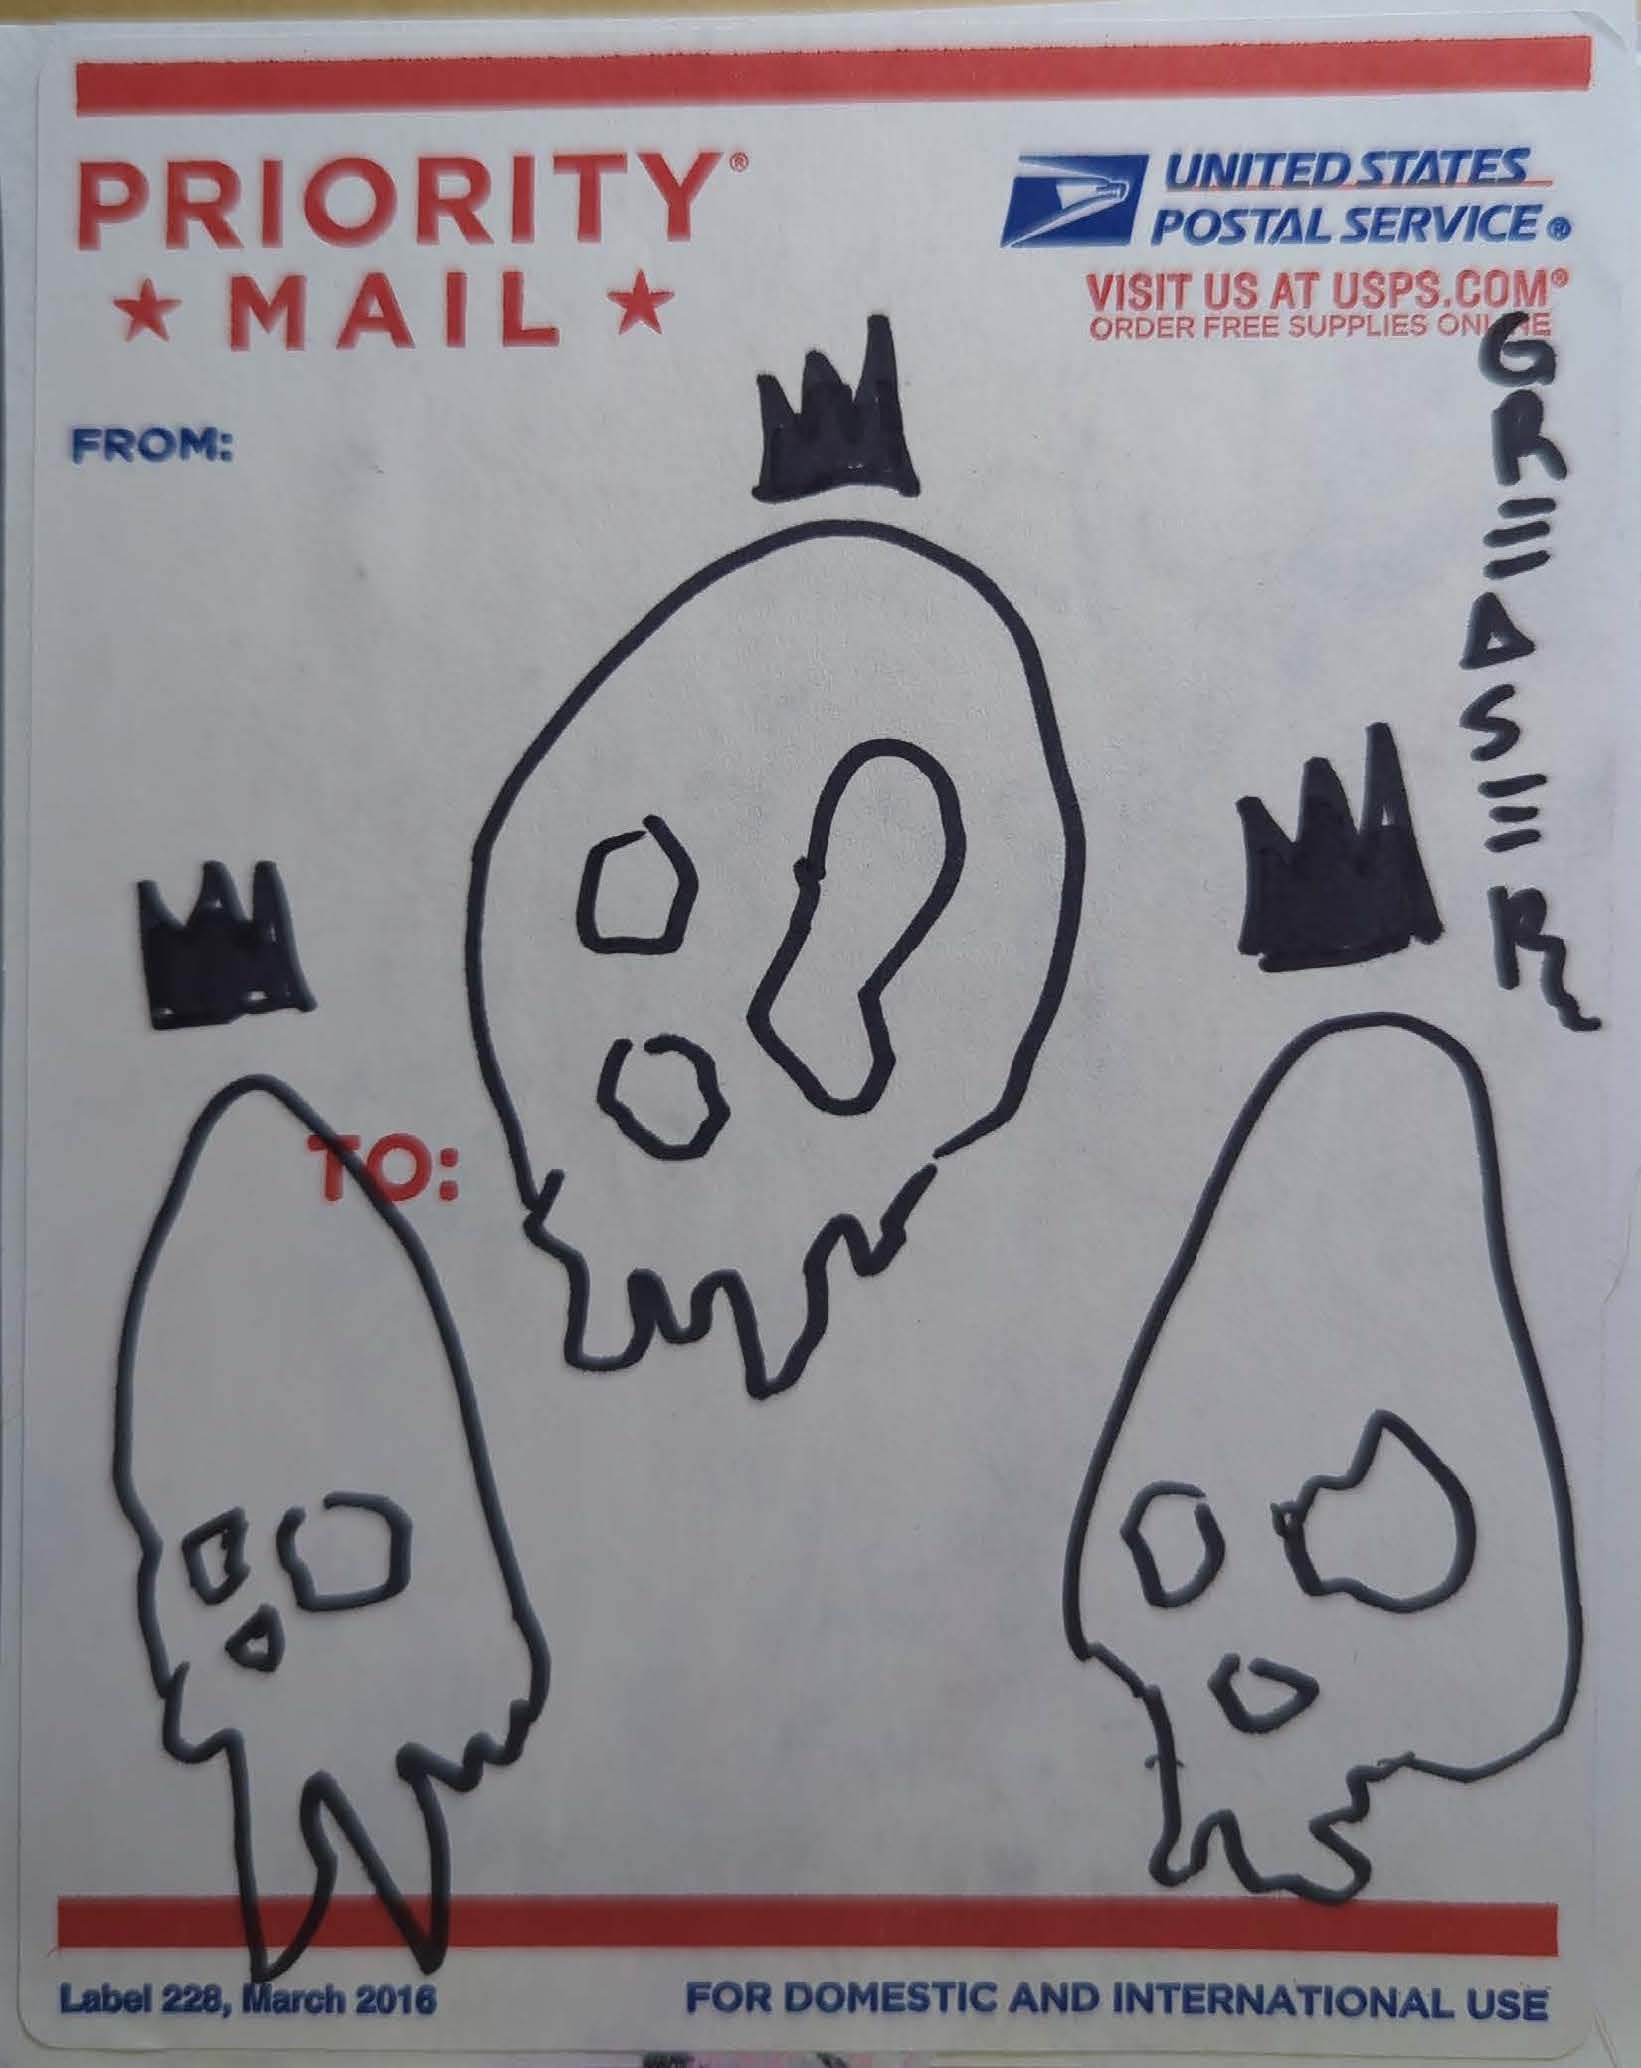 PRIORITY®
★ MAIL ★
UNITED STATES
POSTAL SERVICE®
VISIT US AT USPS.COM®
ORDER FREE SUPPLIES ONLINE
FROM:
GREASER
TO:
Label 228, March 2016
FOR DOMESTIC AND INTERNATIONAL USE